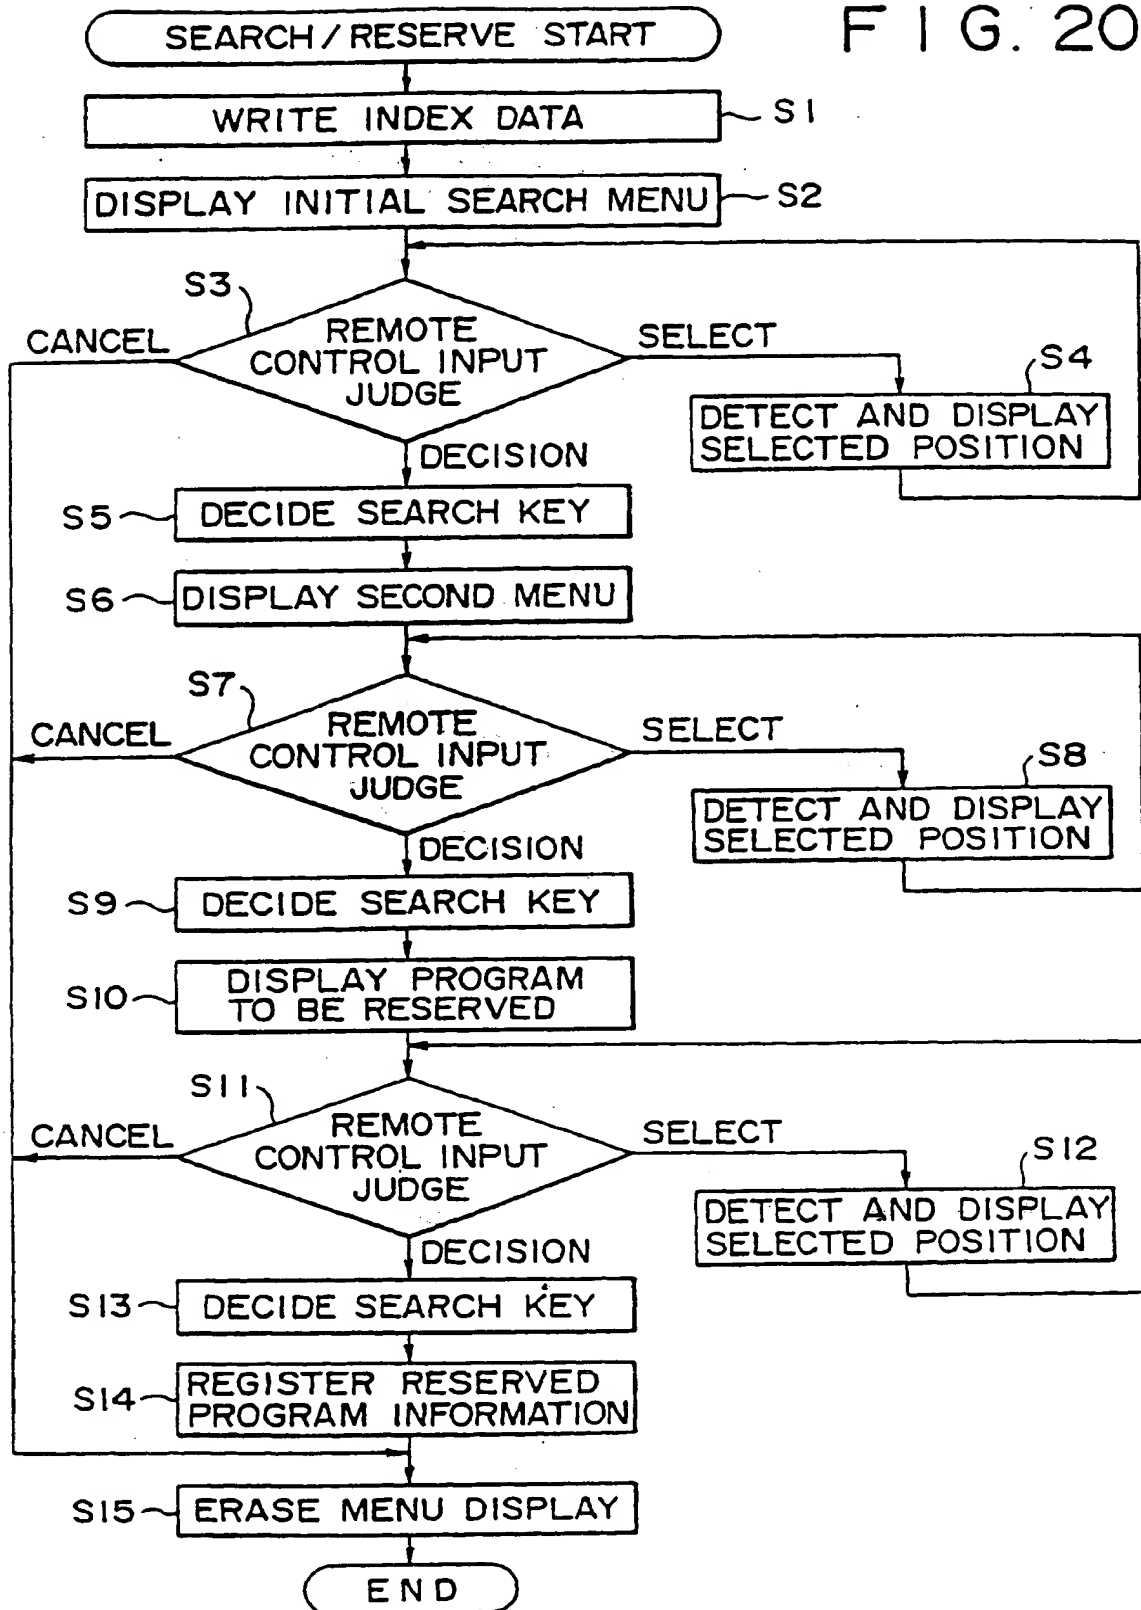 FIG. 20
SEARCH/RESERVE START
WRITE INDEX DATA
S1
DISPLAY INITIAL SEARCH MENU
S2
S3
CANCEL
REMOTE
CONTROL INPUT
JUDGE
SELECT
S4
DETECT AND DISPLAY
SELECTED POSITION
DECISION
S5
DECIDE SEARCH KEY
S6
DISPLAY SECOND MENU
S7
CANCEL
REMOTE
CONTROL INPUT
JUDGE
SELECT
S8
DETECT AND DISPLAY
SELECTED POSITION
DECISION
S9
DECIDE SEARCH KEY
S10
DISPLAY PROGRAM
TO BE RESERVED
S11
CANCEL
REMOTE
CONTROL INPUT
JUDGE
SELECT
S12
DETECT AND DISPLAY
SELECTED POSITION
DECISION
S13
DECIDE SEARCH KEY
S14
REGISTER RESERVED
PROGRAM INFORMATION
S15
ERASE MENU DISPLAY
END